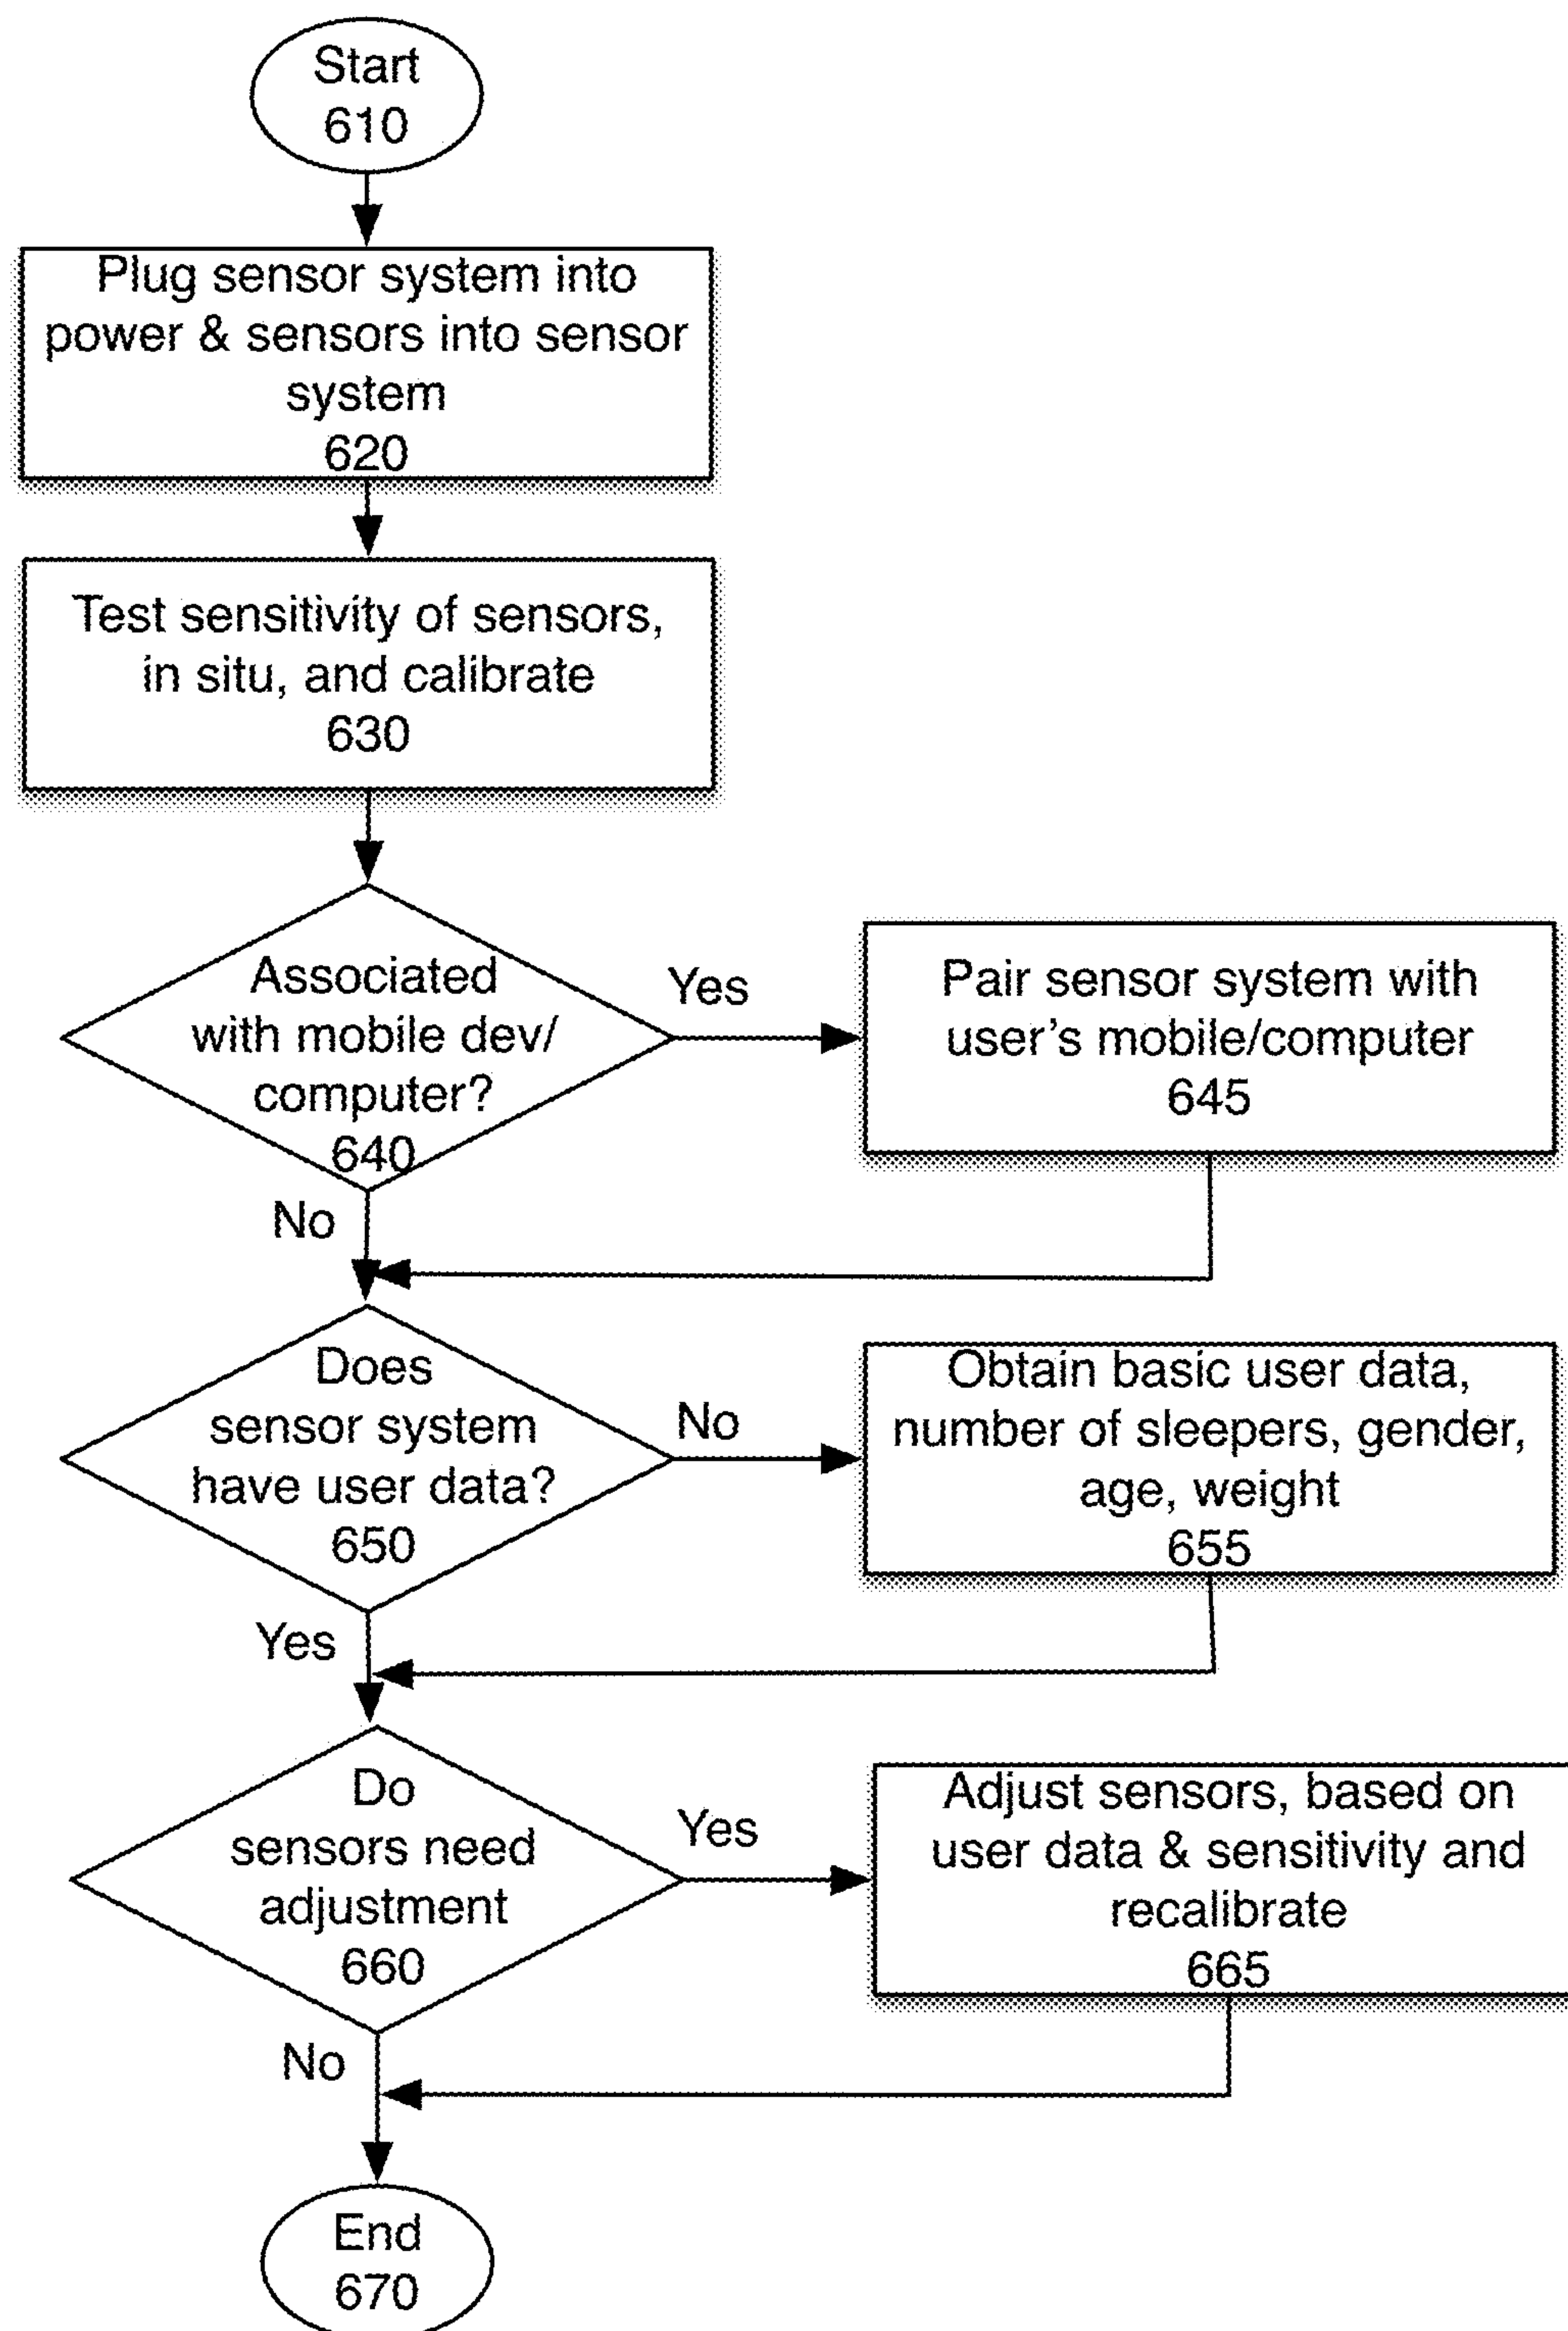 Start
610
Plug sensor system into
power & sensors into sensor
system
620
Test sensitivity of sensors,
in situ, and calibrate
630
Associated
with mobile dev/
computer?
640
Yes
Pair sensor system with
user's mobile/computer
645
No
Does
sensor system
have user data?
650
No
Obtain basic user data,
number of sleepers, gender,
age, weight
655
Yes
Do
sensors need
adjustment
660
Yes
Adjust sensors, based on
user data & sensitivity and
recalibrate
665
No
End
670